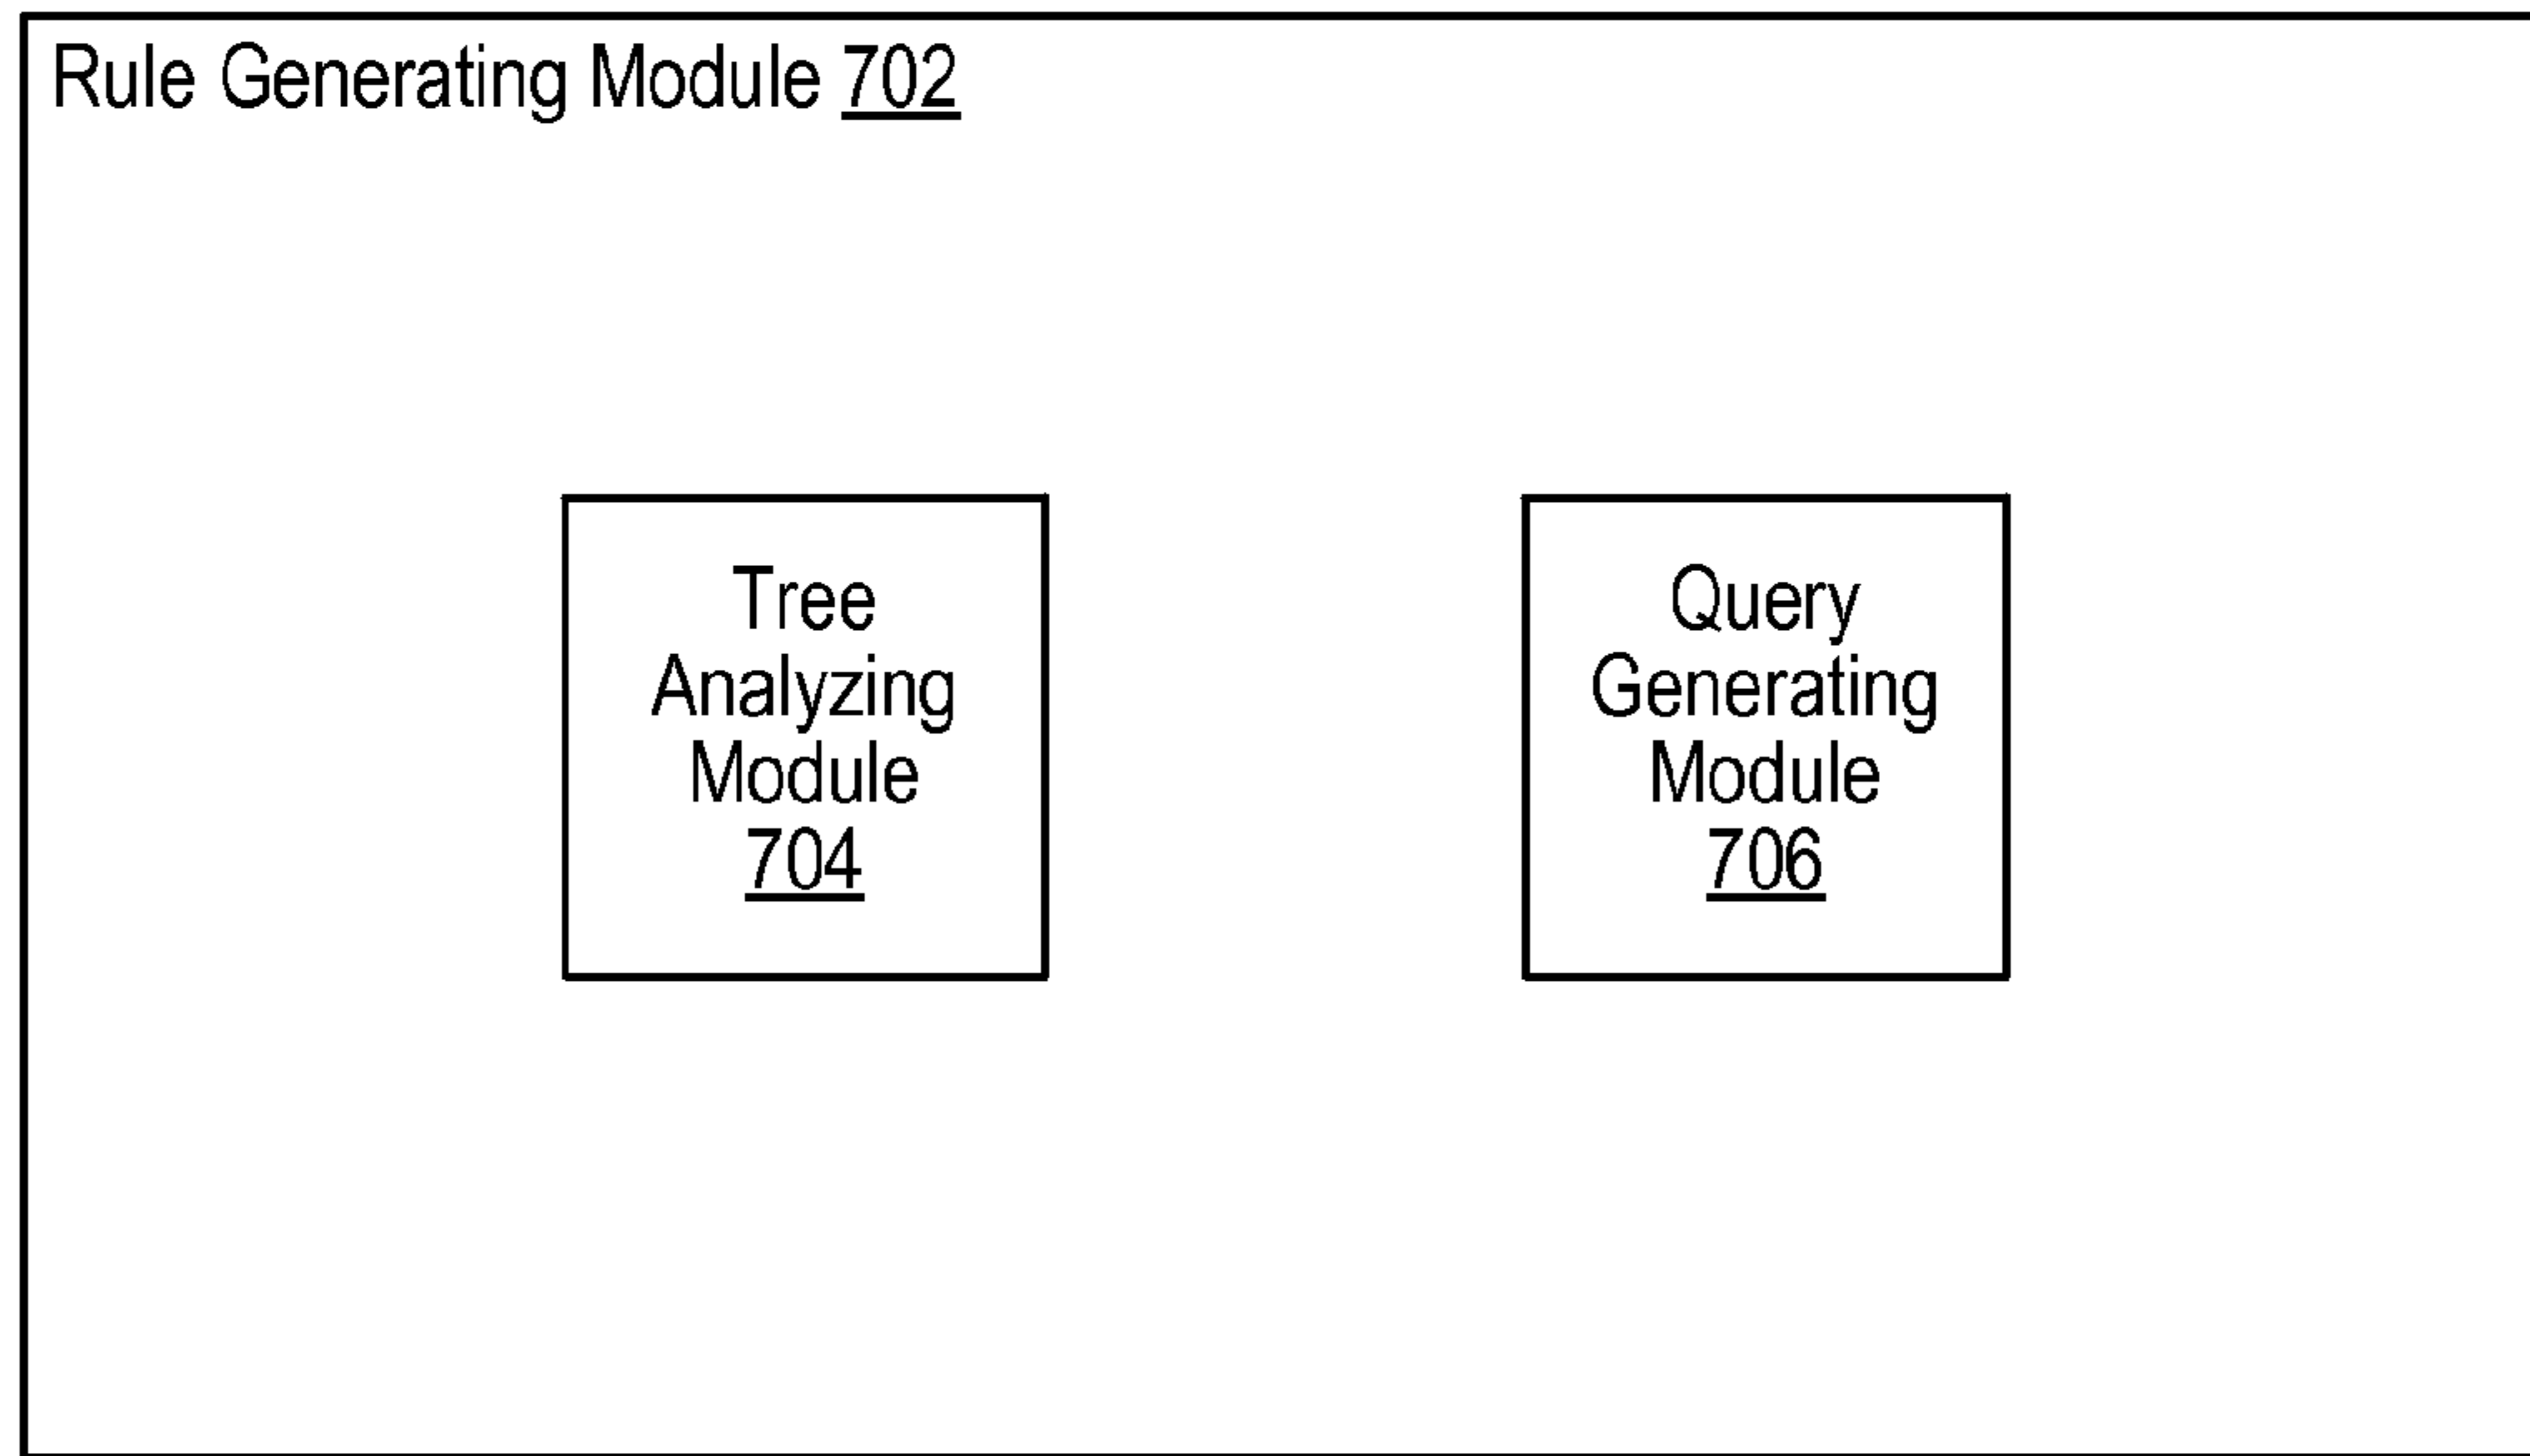 Rule Generating Module 702
Tree
Analyzing
Module
704
Query
Generating
Module
706